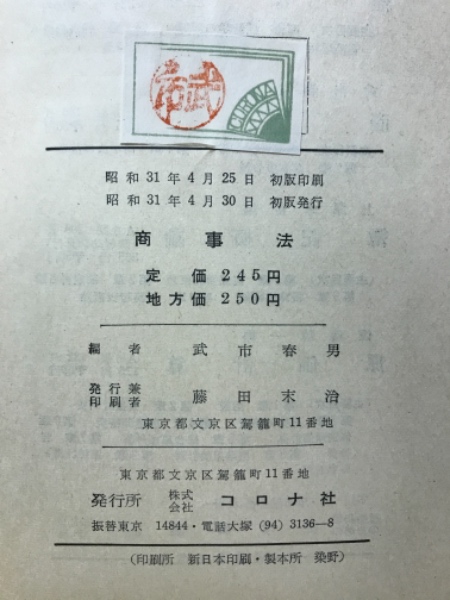 CORONA
昭和31年4月25日 初版印刷
昭和31年4月30日 初版発行
商事法
定価 245円
地方価 250円
編者 武市春男
発行兼印刷者 藤田末治
東京都文京区駕籠町11番地
東京都文京区駕籠町11番地
発行所 株式会社 コロナ社
振替東京 14844・電話大塚 (94) 3136—8
(印刷所 新日本印刷・製本所 染野)